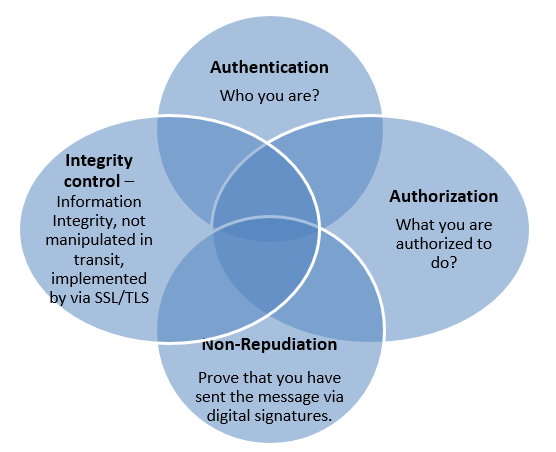 Authentication
Who you are?
Integrity
control –
Information
Integrity, not
manipulated in
transit,
implemented
by via SSL/TLS
Authorization
What you are
authorized to
do?
Non-Repudiation
Prove that you have
sent the message via
digital signatures.